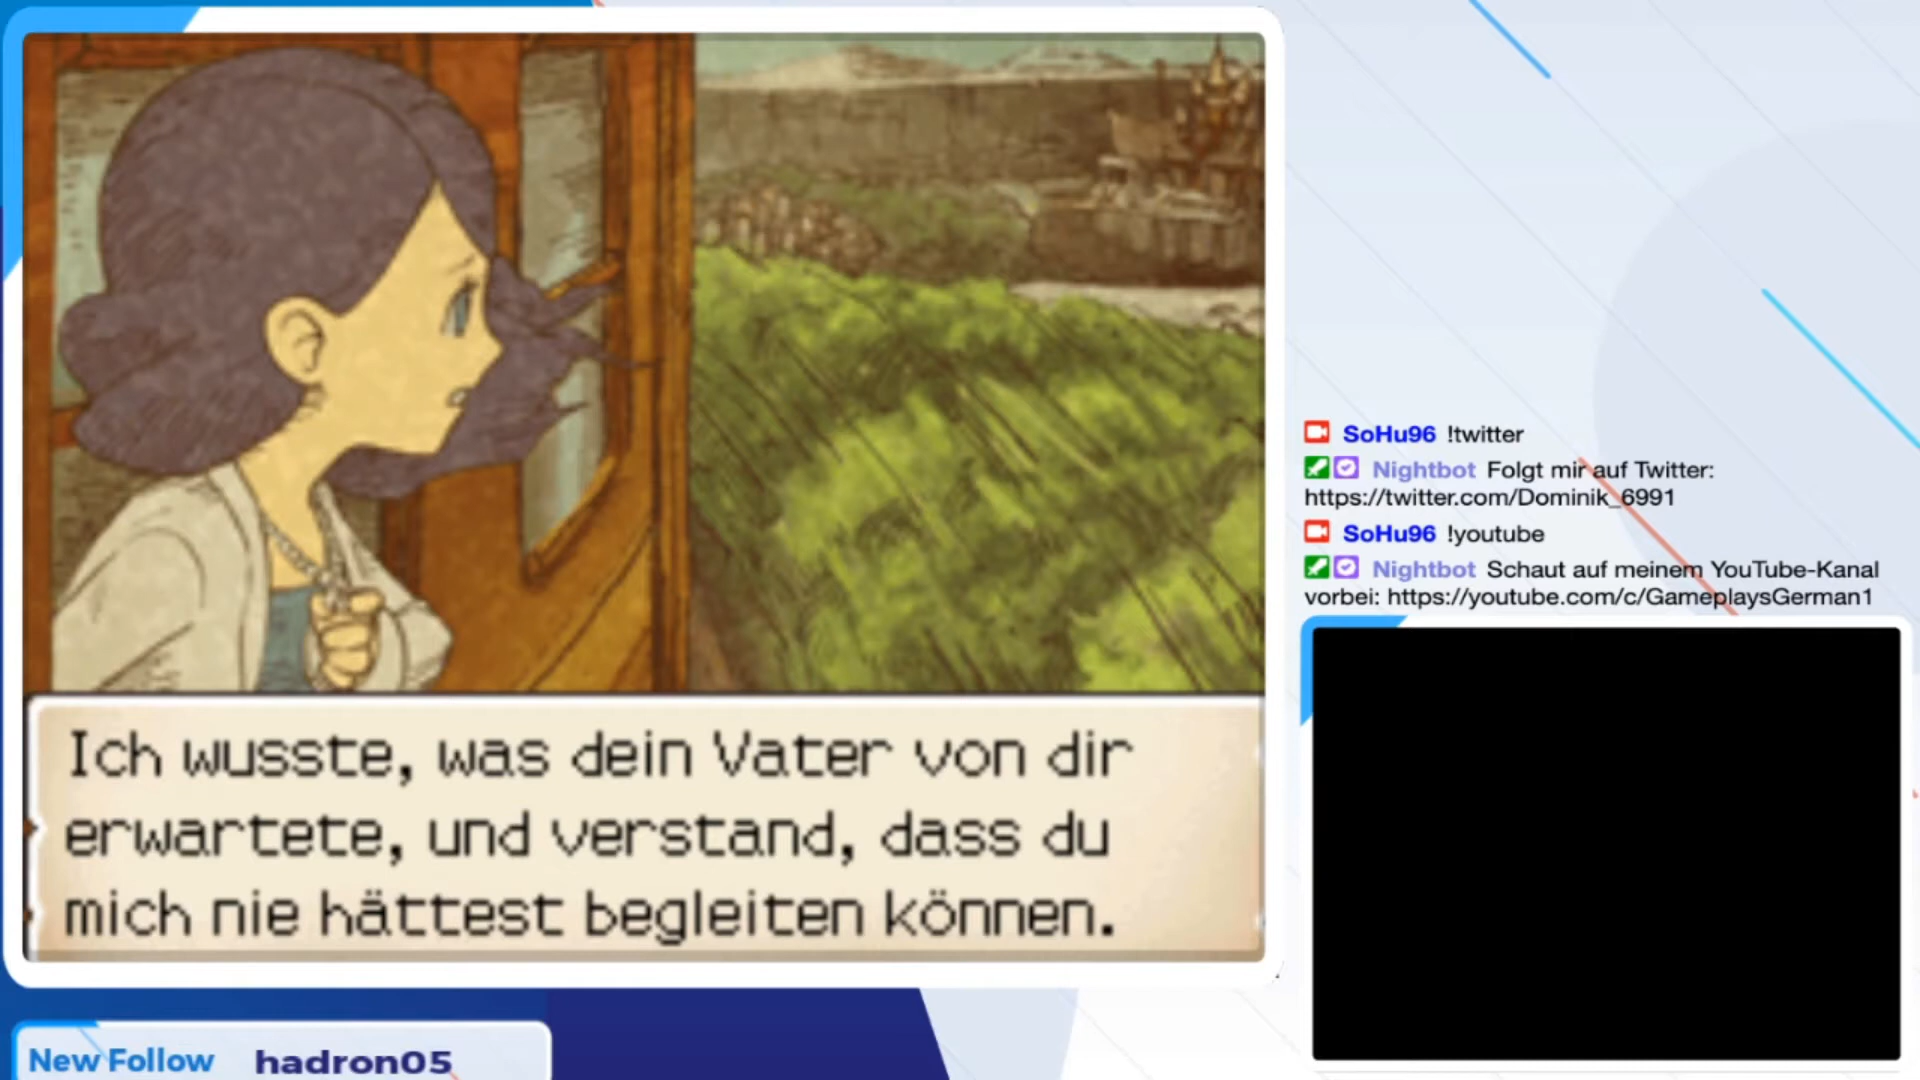 Ich wusste, was dein Vater von dir
erwartete, und verstand, dass du
mich nie hättest begleiten können.
SoHu96 !twitter
Nightbot Folgt mir auf Twitter:
https://twitter.com/Dominik_6991
SoHu96 !youtube
Nightbot Schaut auf meinem YouTube-Kanal
vorbei: https://youtube.com/c/GameplaysGerman1
New Follow hadron05